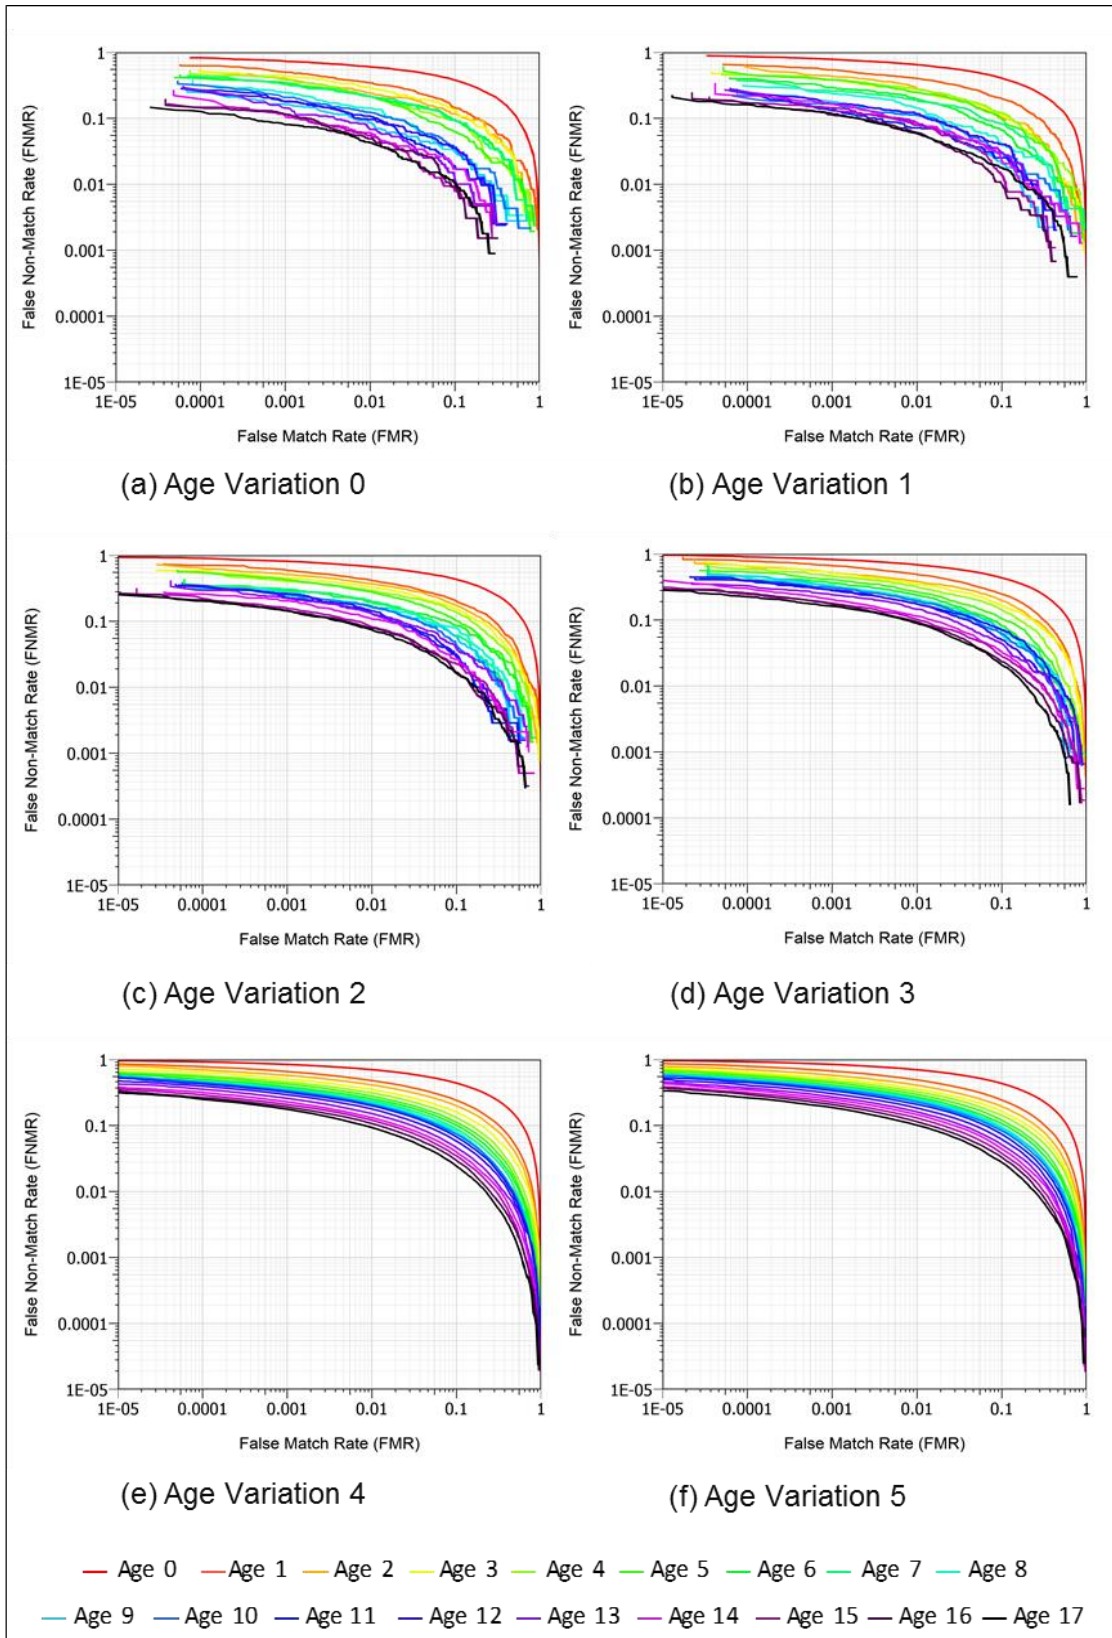 1
0.1
0.01
0.001
0.0001
1E-05
1E-05 0.0001 0.001 0.01 0.1 1
False Non-Match Rate (FNMR)
False Match Rate (FMR)
(a) Age Variation 0
1
0.1
0.01
0.001
0.0001
1E-05
1E-05 0.0001 0.001 0.01 0.1 1
False Non-Match Rate (FNMR)
False Match Rate (FMR)
(b) Age Variation 1
1
0.1
0.01
0.001
0.0001
1E-05
1E-05 0.0001 0.001 0.01 0.1 1
False Non-Match Rate (FNMR)
False Match Rate (FMR)
(c) Age Variation 2
1
0.1
0.01
0.001
0.0001
1E-05
1E-05 0.0001 0.001 0.01 0.1 1
False Non-Match Rate (FNMR)
False Match Rate (FMR)
(d) Age Variation 3
1
0.1
0.01
0.001
0.0001
1E-05
1E-05 0.0001 0.001 0.01 0.1 1
False Non-Match Rate (FNMR)
False Match Rate (FMR)
(e) Age Variation 4
1
0.1
0.01
0.001
0.0001
1E-05
1E-05 0.0001 0.001 0.01 0.1 1
False Non-Match Rate (FNMR)
False Match Rate (FMR)
(f) Age Variation 5
Age 0 Age 1 Age 2 Age 3 Age 4 Age 5 Age 6 Age 7 Age 8
Age 9 Age 10 Age 11 Age 12 Age 13 Age 14 Age 15 Age 16 Age 17